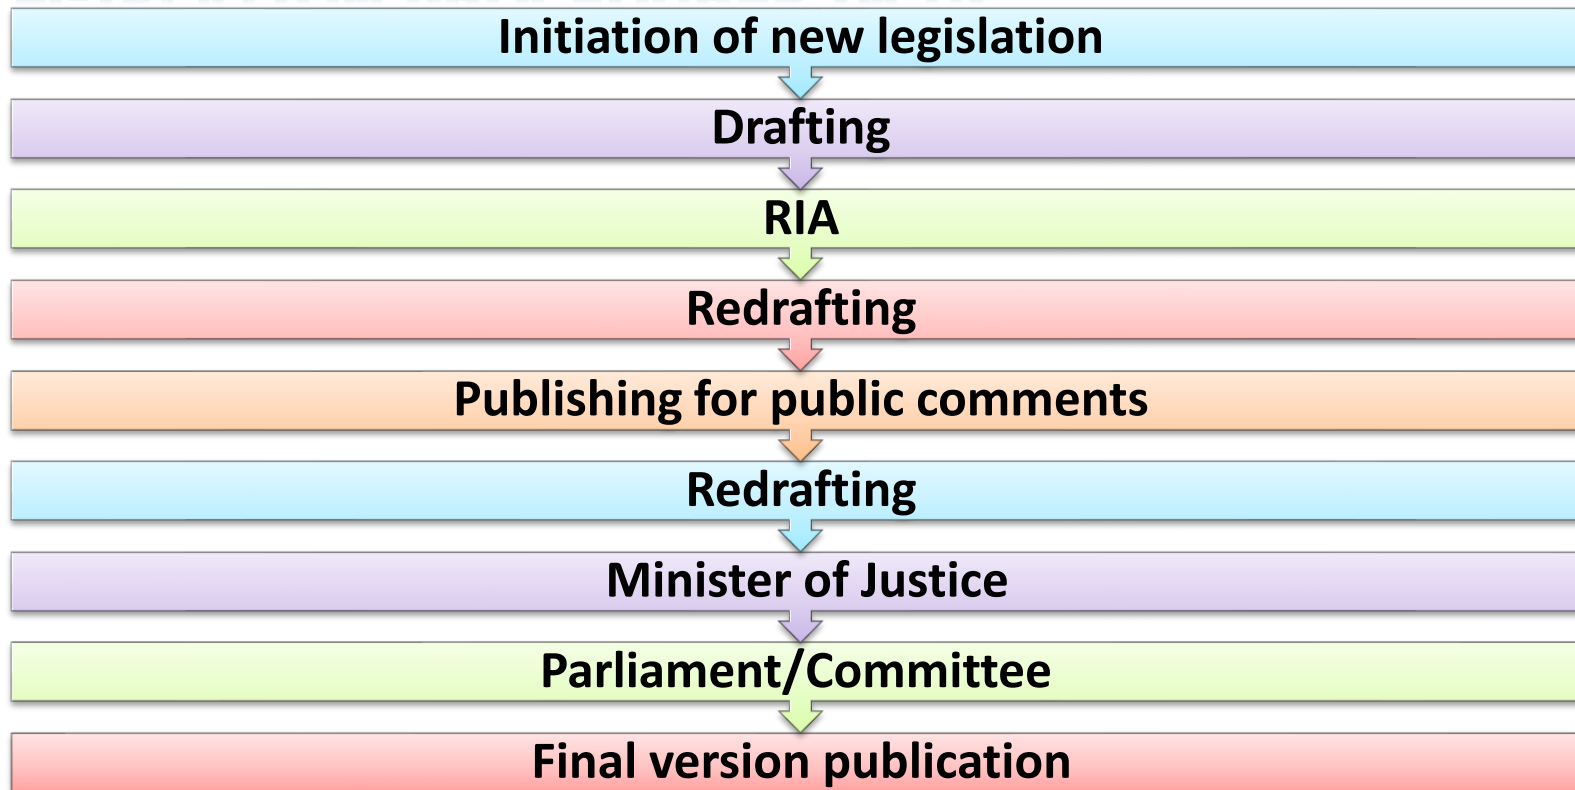 Initiation of new legislation
Drafting
RIA
Redrafting
Publishing for public comments
Redrafting
Minister of Justice
Parliament/Committee
Final version publication